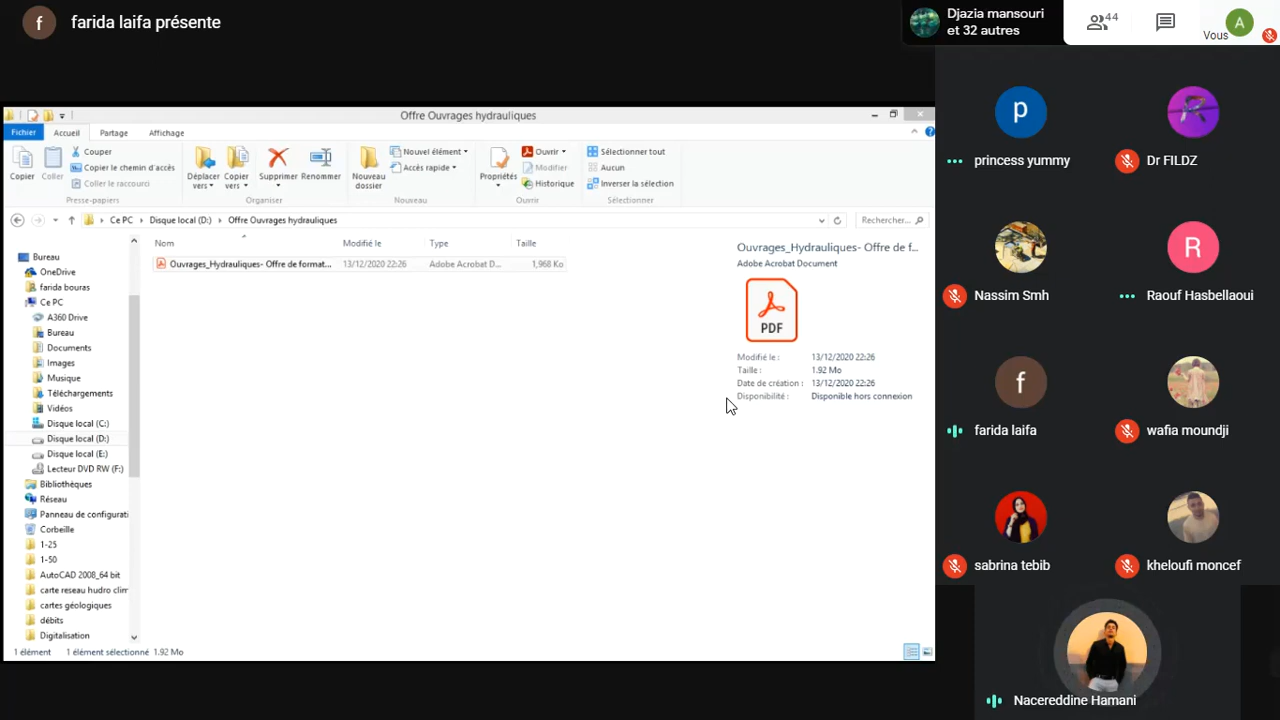 f farida laifa présente
Djazia mansouri
et 32 autres
44
Vous
A
Offre Ouvrages hydrauliques
Fichier Accueil Partage Affichage
Copier
Coller
Couper
Copier le chemin d'accès
Coller le raccourci
Presse-papiers
Déplacer vers
Copier vers
Supprimer
Renommer
Organiser
Nouveau dossier
Nouvel élément
Accès rapide
Nouveau
Propriétés
Ouvrir
Modifier
Historique
Ouvrir
Sélectionner tout
Aucun
Inverser la sélection
Sélectionner
Ce PC Disque local (D:) Offre Ouvrages hydrauliques
Rechercher...
Nom Modifié le Type Taille
Ouvrages_Hydrauliques- Offre de format... 13/12/2020 22:26 Adobe Acrobat D... 1,968 Ko
Bureau
OneDrive
farida bouras
Ce PC
A360 Drive
Bureau
Documents
Images
Musique
Téléchargements
Vidéos
Disque local (C:)
Disque local (D:)
Disque local (E:)
Lecteur DVD RW (F:)
Bibliothèques
Réseau
Panneau de configurati
Corbeille
1-25
1-50
AutoCAD 2008_64 bit
carte reseau hudro clim
cartes géologiques
débits
Digitalisation
Ouvrages_Hydrauliques- Offre de f...
Adobe Acrobat Document
PDF
Modifié le : 13/12/2020 22:26
Taille : 1.92 Mo
Date de création : 13/12/2020 22:26
Disponibilité : Disponible hors connexion
1 élément 1 élément sélectionné 1.92 Mo
p
princess yummy
R
Dr FILDZ
Nassim Smh
R
Raouf Hasbellaoui
f
farida laifa
wafia moundji
sabrina tebib
kheloufi moncef
Nacereddine Hamani